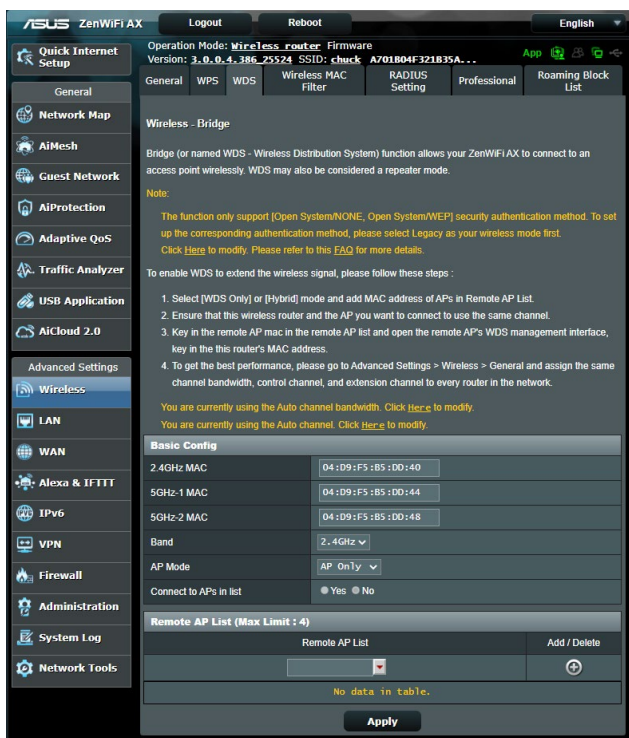 ASUS ZenWiFi AX Logout Reboot English
Quick Internet Setup
General
Network Map
AiMesh
Guest Network
AiProtection
Adaptive QoS
Traffic Analyzer
USB Application
AiCloud 2.0
Advanced Settings
Wireless
LAN
WAN
Alexa & IFTTT
IPv6
VPN
Firewall
Administration
System Log
Network Tools
Operation Mode: Wireless router Firmware
Version: 3.0.0.4.386_25524 SSID: chuck A701B04F321B35A...
App
General WPS WDS Wireless MAC Filter RADIUS Setting Professional Roaming Block List
Wireless - Bridge
Bridge (or named WDS - Wireless Distribution System) function allows your ZenWiFi AX to connect to an
access point wirelessly. WDS may also be considered a repeater mode.
Note:
The function only support [Open System/NONE, Open System/WEP] security authentication method. To set
up the corresponding authentication method, please select Legacy as your wireless mode first.
Click Here to modify. Please refer to this FAQ for more details.
To enable WDS to extend the wireless signal, please follow these steps :
1. Select [WDS Only] or [Hybrid] mode and add MAC address of APs in Remote AP List.
2. Ensure that this wireless router and the AP you want to connect to use the same channel.
3. Key in the remote AP mac in the remote AP list and open the remote AP's WDS management interface,
key in the this router's MAC address.
4. To get the best performance, please go to Advanced Settings > Wireless > General and assign the same
channel bandwidth, control channel, and extension channel to every router in the network.
You are currently using the Auto channel bandwidth. Click Here to modify.
You are currently using the Auto channel. Click Here to modify.
Basic Config
2.4GHz MAC 04:D9:F5:B5:DD:40
5GHz-1 MAC 04:D9:F5:B5:DD:44
5GHz-2 MAC 04:D9:F5:B5:DD:48
Band 2.4GHz
AP Mode AP Only
Connect to APs in list Yes No
Remote AP List (Max Limit : 4)
Remote AP List Add / Delete
No data in table.
Apply